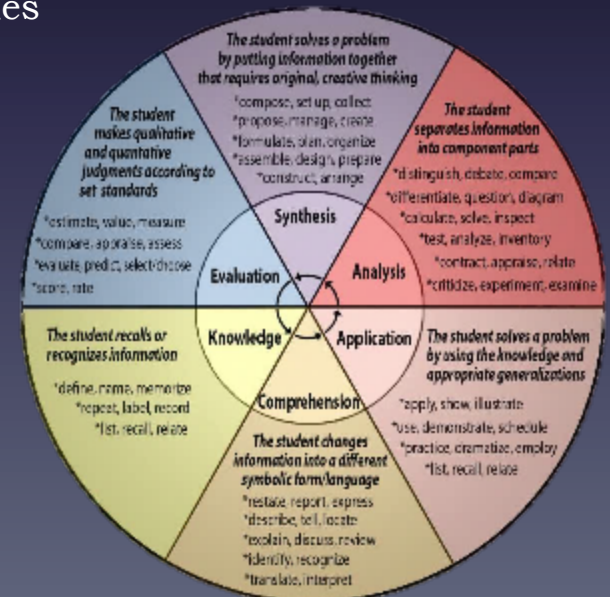 es
The student solves a problem
by putting information together
that requires original, creative thinking
*compose, set up, collect
*propose, manage, create
*formulate, plan, organize
*assemble, design, prepare
*construct, arrange
Synthesis
The student
separates information
into component parts
*distinguish, debate, compare
*differentiate, question, diagram
*calculate, solve, inspect
*test, analyze, inventory
*contract, appraise, relate
*criticize, experiment, examine
Analysis
The student solves a problem
by using the knowledge and
appropriate generalizations
*apply, show, illustrate
*use, demonstrate, schedule
*practice, dramatize, employ
*list, recall, relate
Application
Comprehension
The student changes
information into a different
symbolic form/language
*restate, report, express
*describe, tell, locate
*explain, discuss, review
*identify, recognize
*translate, interpret
Knowledge
The student recalls or
recognizes information
*define, name, memorize
*repeat, label, record
*list, recall, relate
Evaluation
The student
makes qualitative
and quantative
judgments according to
set standards
*estimate, value, measure
*compare, appraise, assess
*evaluate, predict, select/choose
*score, rate